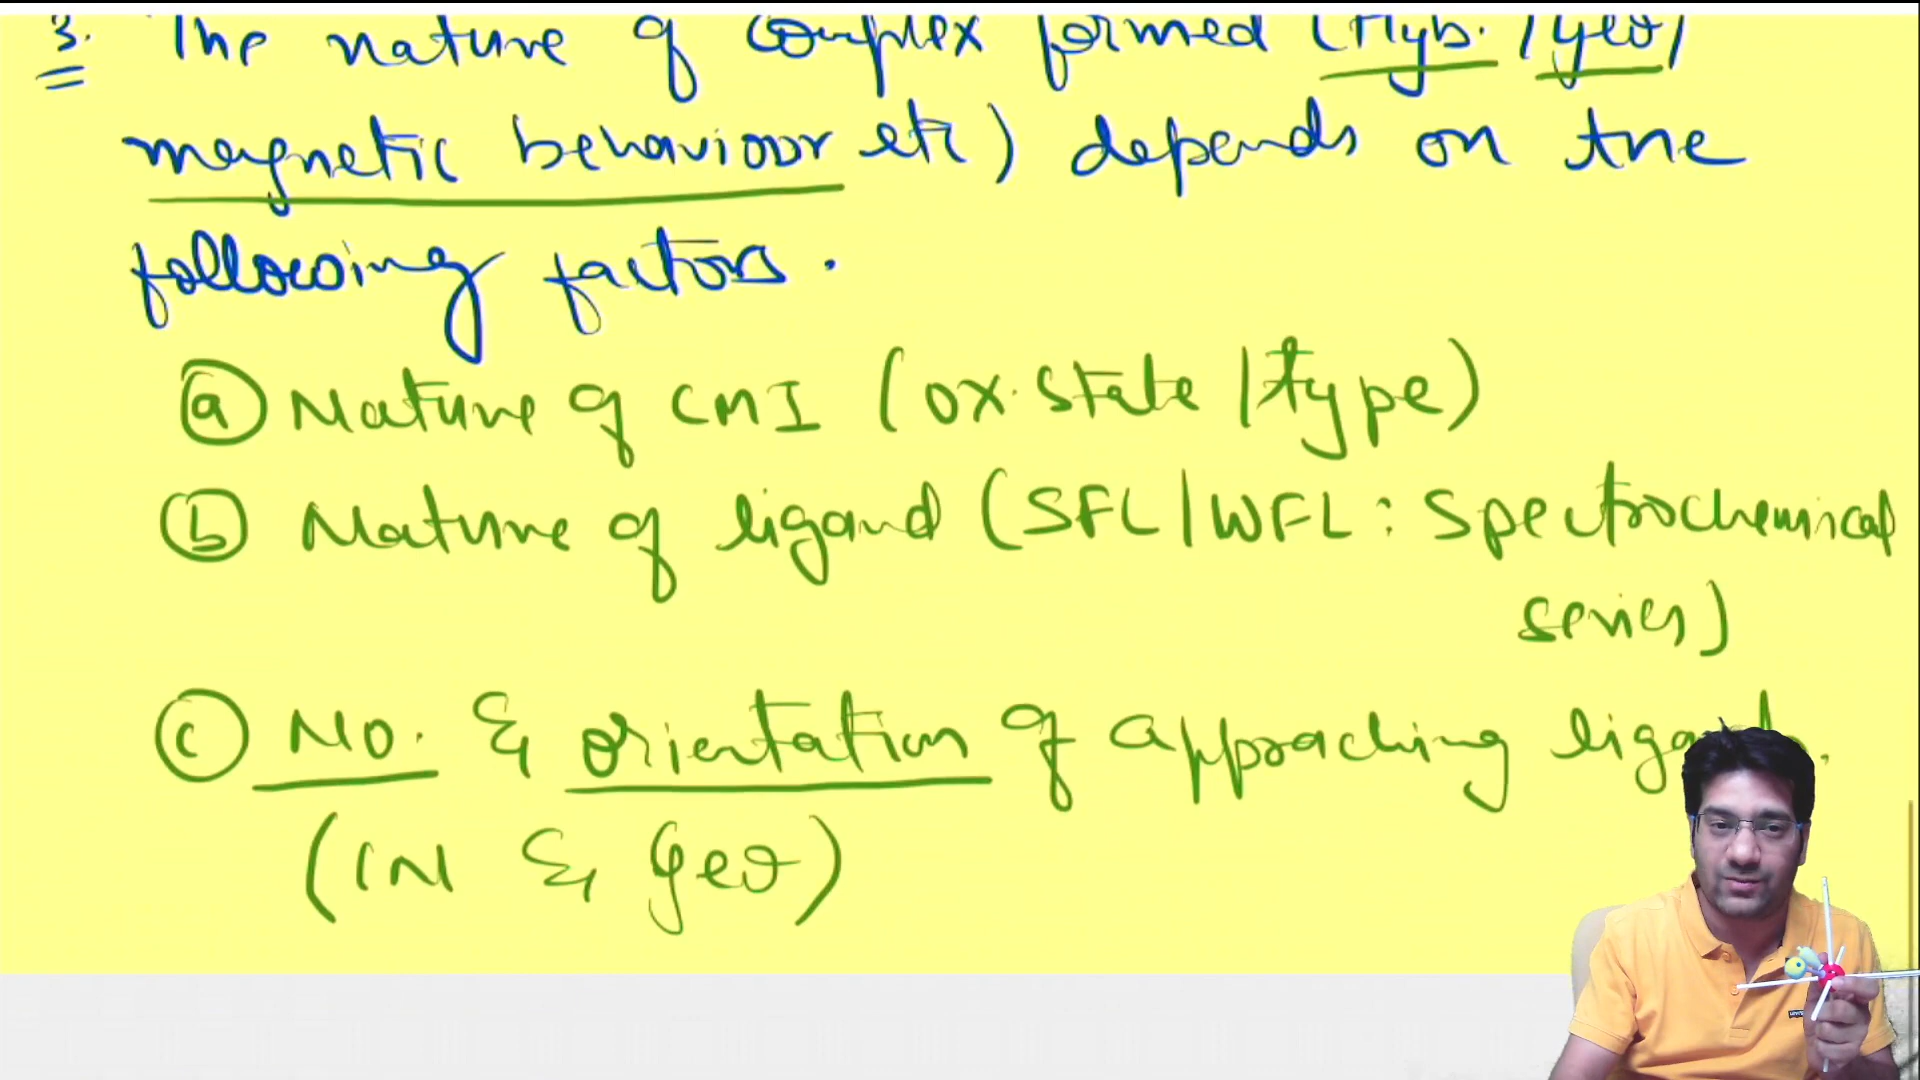 3. The nature of complex formed (Hyb. / geo /
magnetic behaviour etc) depends on the
following factors.
(a) Nature of CMI (ox. state / type)
(b) Nature of ligand (SFL / WFL : Spectrochemical
series)
(c) No. & orientation of approaching
(CN & geo)